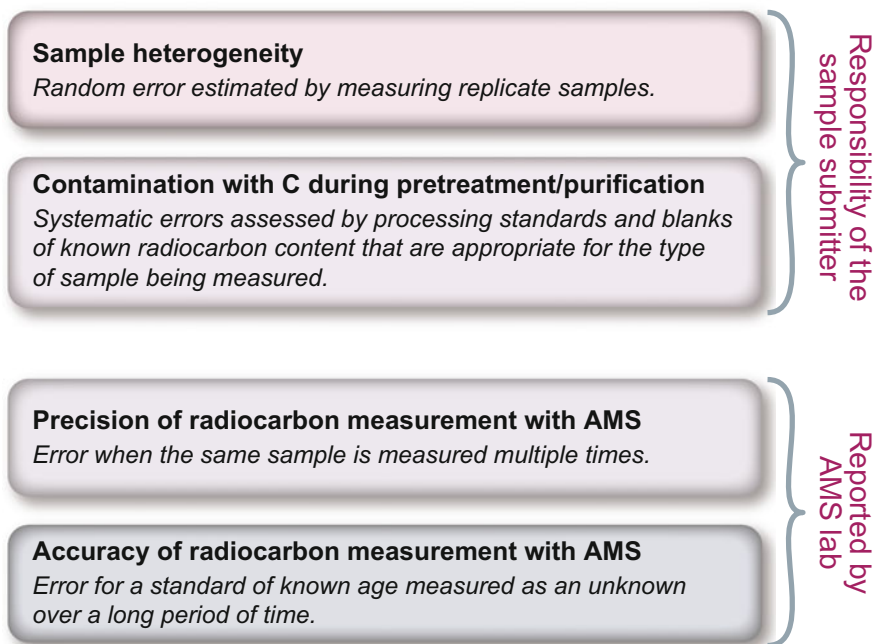 Sample heterogeneity
Random error estimated by measuring replicate samples.
Contamination with C during pretreatment/purification
Systematic errors assessed by processing standards and blanks
of known radiocarbon content that are appropriate for the type
of sample being measured.
Responsibility of the
sample submitter
Precision of radiocarbon measurement with AMS
Error when the same sample is measured multiple times.
Accuracy of radiocarbon measurement with AMS
Error for a standard of known age measured as an unknown
over a long period of time.
Reported by
AMS lab